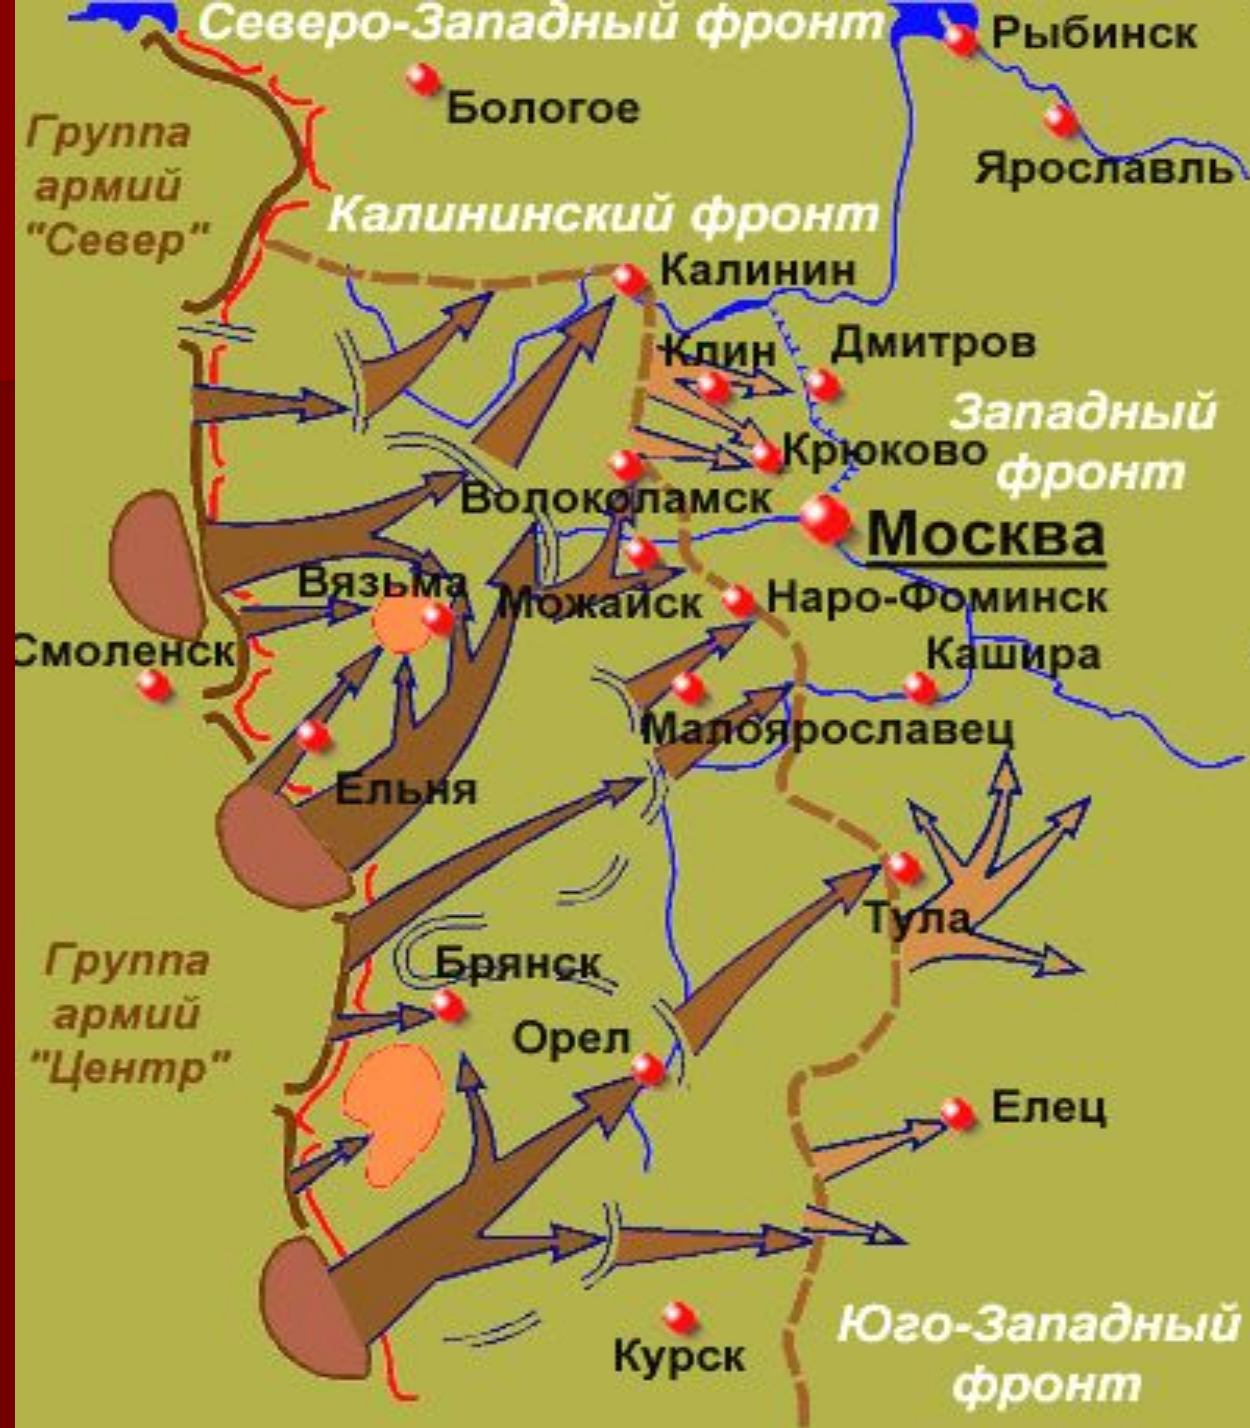 Северо-Западный фронт
Рыбинск
Бологое
Группа
армий
"Север"
Ярославль
Калининский фронт
Калинин
Клин
Дмитров
Западный
фронт
Крюково
Волоколамск
Москва
Вязьма
Можайск
Наро-Фоминск
Смоленск
Кашира
Малоярославец
Ельня
Тула
Группа
армий
"Центр"
Брянск
Орел
Елец
Юго-Западный
фронт
Курск